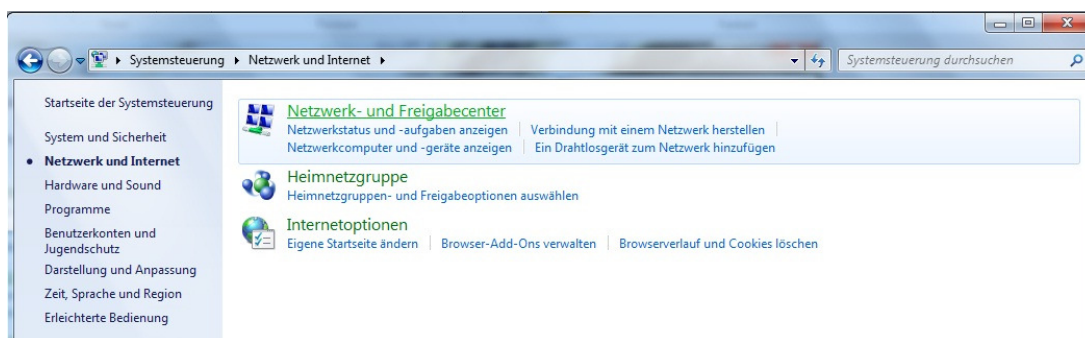 Systemsteuerung ▸ Netzwerk und Internet ▸
Systemsteuerung durchsuchen
Startseite der Systemsteuerung
System und Sicherheit
Netzwerk und Internet
Hardware und Sound
Programme
Benutzerkonten und
Jugendschutz
Darstellung und Anpassung
Zeit, Sprache und Region
Erleichterte Bedienung
Netzwerk- und Freigabecenter
Netzwerkstatus und -aufgaben anzeigen | Verbindung mit einem Netzwerk herstellen |
Netzwerkcomputer und -geräte anzeigen | Ein Drahtlosgerät zum Netzwerk hinzufügen
Heimnetzgruppe
Heimnetzgruppen- und Freigabeoptionen auswählen
Internetoptionen
Eigene Startseite ändern | Browser-Add-Ons verwalten | Browserverlauf und Cookies löschen